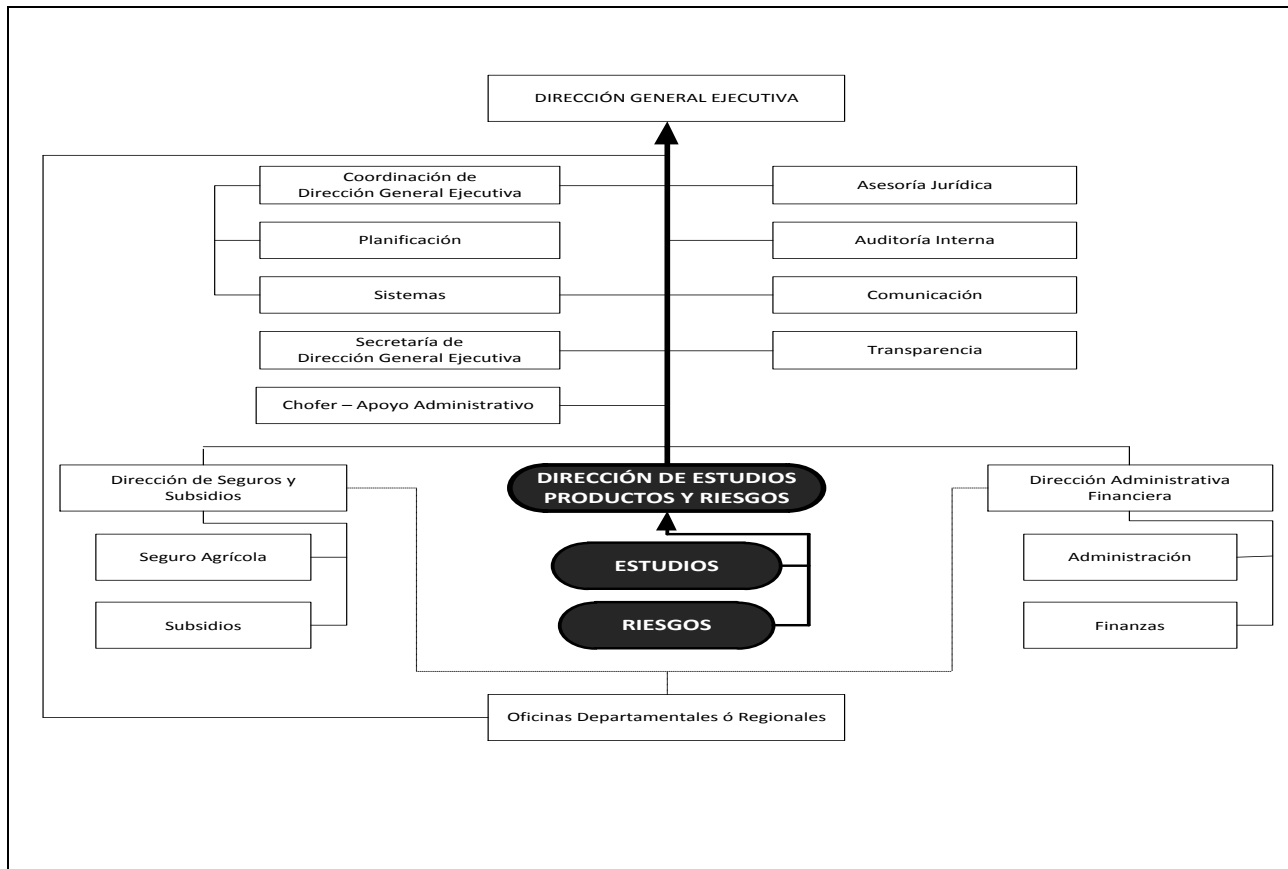 DIRECCIÓN GENERAL EJECUTIVA
Coordinación de
Dirección General Ejecutiva
Asesoría Jurídica
Planificación
Auditoría Interna
Sistemas
Comunicación
Secretaría de
Dirección General Ejecutiva
Transparencia
Chofer – Apoyo Administrativo
Dirección de Seguros y
Subsidios
DIRECCIÓN DE ESTUDIOS
PRODUCTOS Y RIESGOS
Dirección Administrativa
Financiera
Seguro Agrícola
ESTUDIOS
Administración
Subsidios
RIESGOS
Finanzas
Oficinas Departamentales ó Regionales